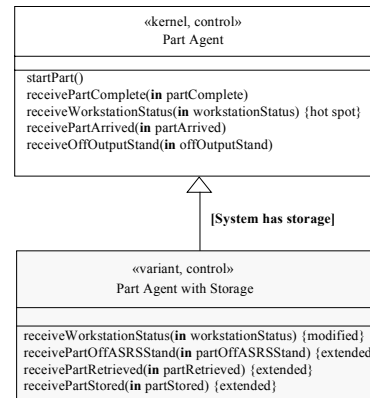 «kernel, control»
Part Agent
startPart()
receivePartComplete(in partComplete)
receiveWorkstationStatus(in workstationStatus) {hot spot}
receivePartArrived(in partArrived)
receiveOffOutputStand(in offOutputStand)
[System has storage]
«variant, control»
Part Agent with Storage
receiveWorkstationStatus(in workstationStatus) {modified}
receivePartOffASRSStand(in partOffASRSStand) {extended
receivePartRetrieved(in partRetrieved) {extended}
receivePartStored(in partStored) {extended}